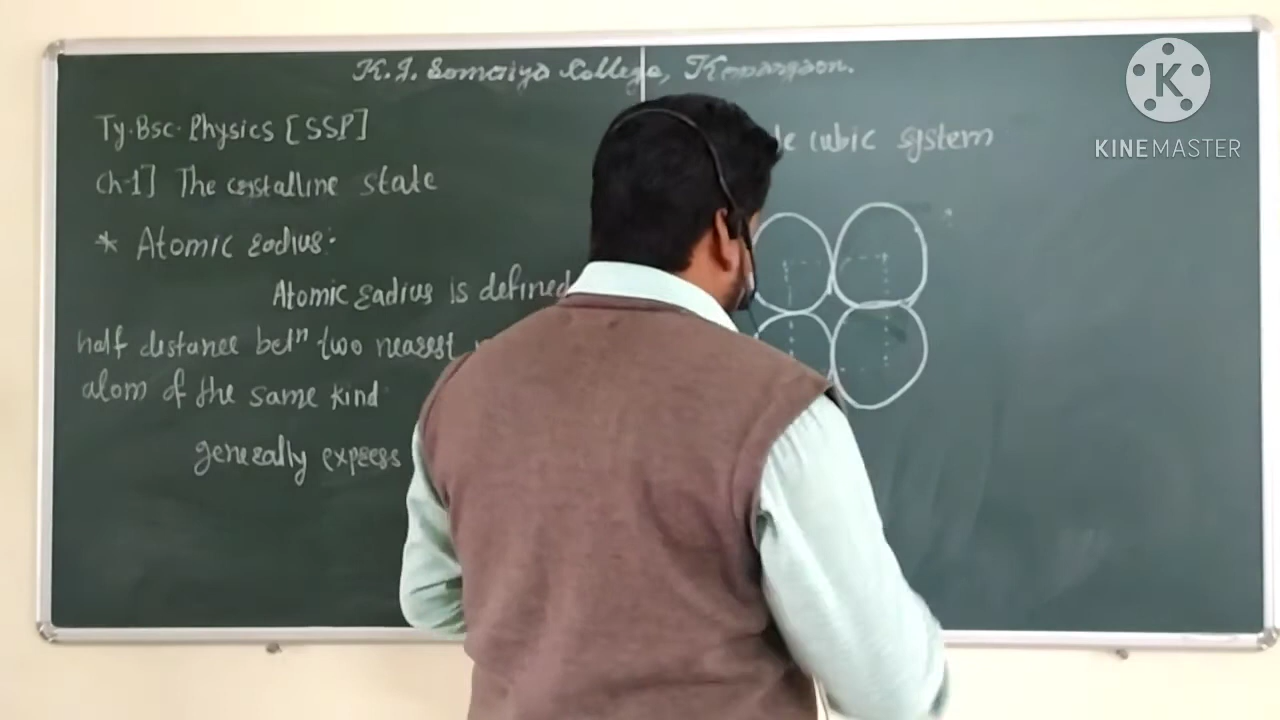 K.J. Somaiya College, Kopargaon.
Ty.Bsc. Physics [SSP]
Ch-1] The crystalline state
* Atomic radius:
Atomic radius is defined
half distance betn two nearest
atom of the same kind
generally express
cubic system
KINEMASTER